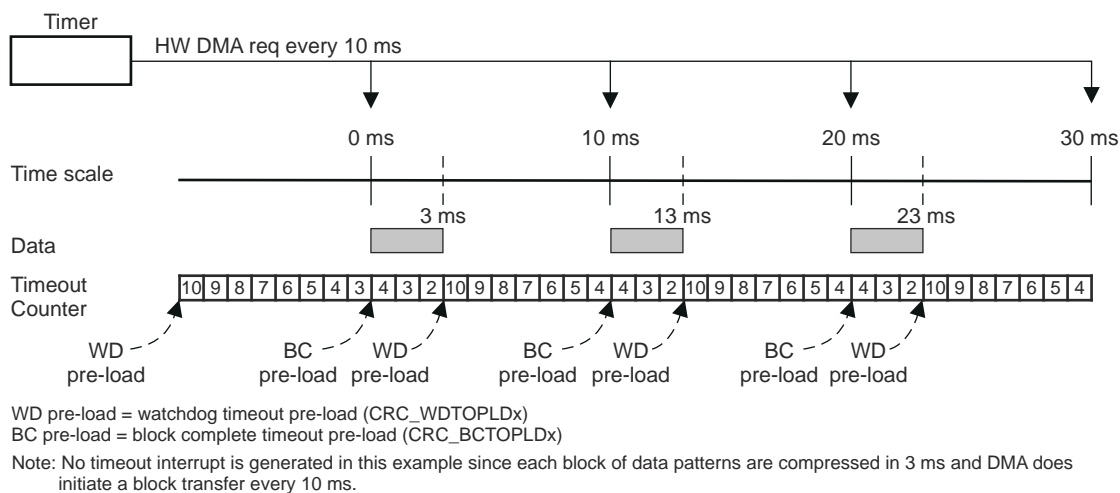 Timer
HW DMA req every 10 ms
0 ms 10 ms 20 ms 30 ms
Time scale
3 ms 13 ms 23 ms
Data
Timeout Counter
10 9 8 7 6 5 4 3 4 3 2 10 9 8 7 6 5 4 4 3 2 10 9 8 7 6 5 4 4 3 2 10 9 8 7 6 5 4
WD pre-load
BC pre-load
WD pre-load
BC pre-load
WD pre-load
BC pre-load
WD pre-load
WD pre-load = watchdog timeout pre-load (CRC_WDTOPLDx)
BC pre-load = block complete timeout pre-load (CRC_BCTOPLDx)
Note: No timeout interrupt is generated in this example since each block of data patterns are compressed in 3 ms and DMA does
initiate a block transfer every 10 ms.